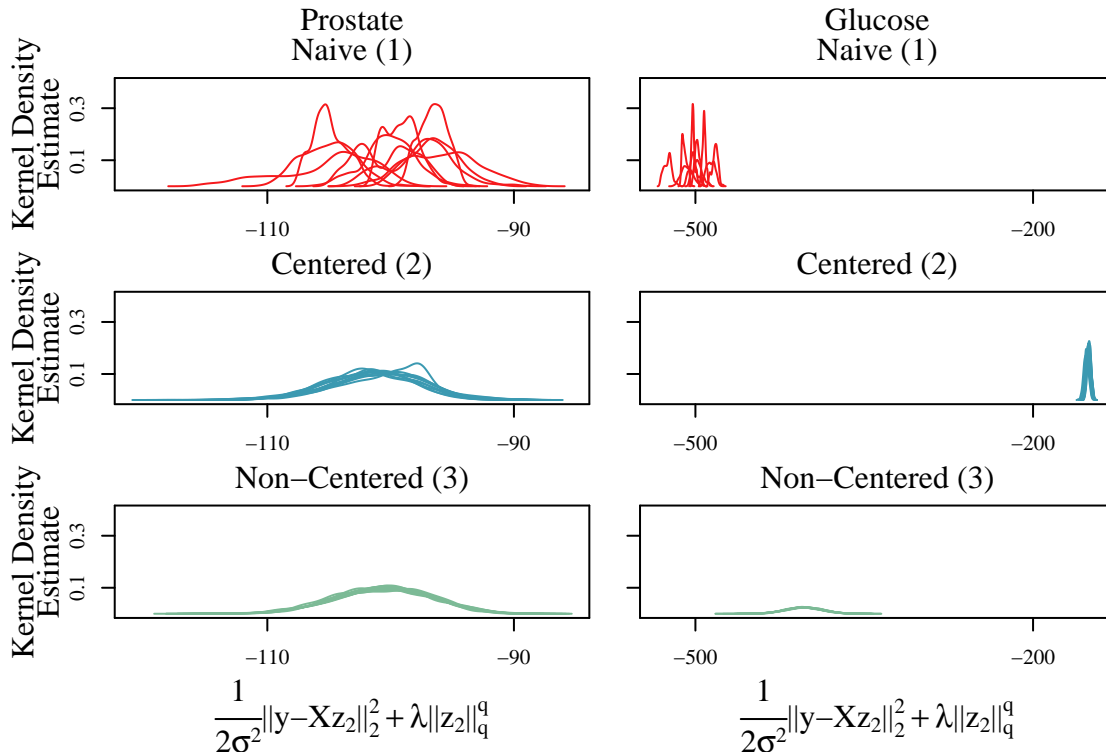 Prostate
Naive (1)
Glucose
Naive (1)
Kernel Density
Estimate
0.3
0.1
−110
−90
−500
−200
Centered (2)
Centered (2)
Kernel Density
Estimate
0.3
0.1
−110
−90
−500
−200
Non−Centered (3)
Non−Centered (3)
Kernel Density
Estimate
0.3
0.1
−110
−90
−500
−200
1/2σ² ||y−Xz₂||₂² + λ||z₂||_q^q
1/2σ² ||y−Xz₂||₂² + λ||z₂||_q^q